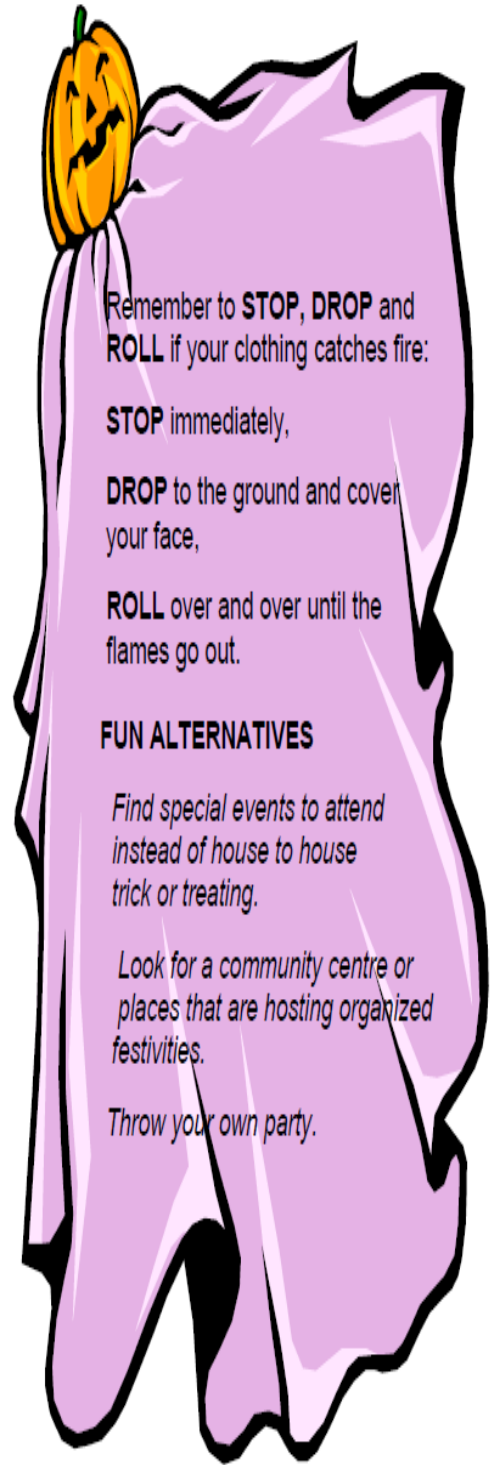 Remember to STOP, DROP and
ROLL if your clothing catches fire:
STOP immediately,
DROP to the ground and cover
your face,
ROLL over and over until the
flames go out.
FUN ALTERNATIVES
Find special events to attend
instead of house to house
trick or treating.
Look for a community centre or
places that are hosting organized
festivities.
Throw your own party.